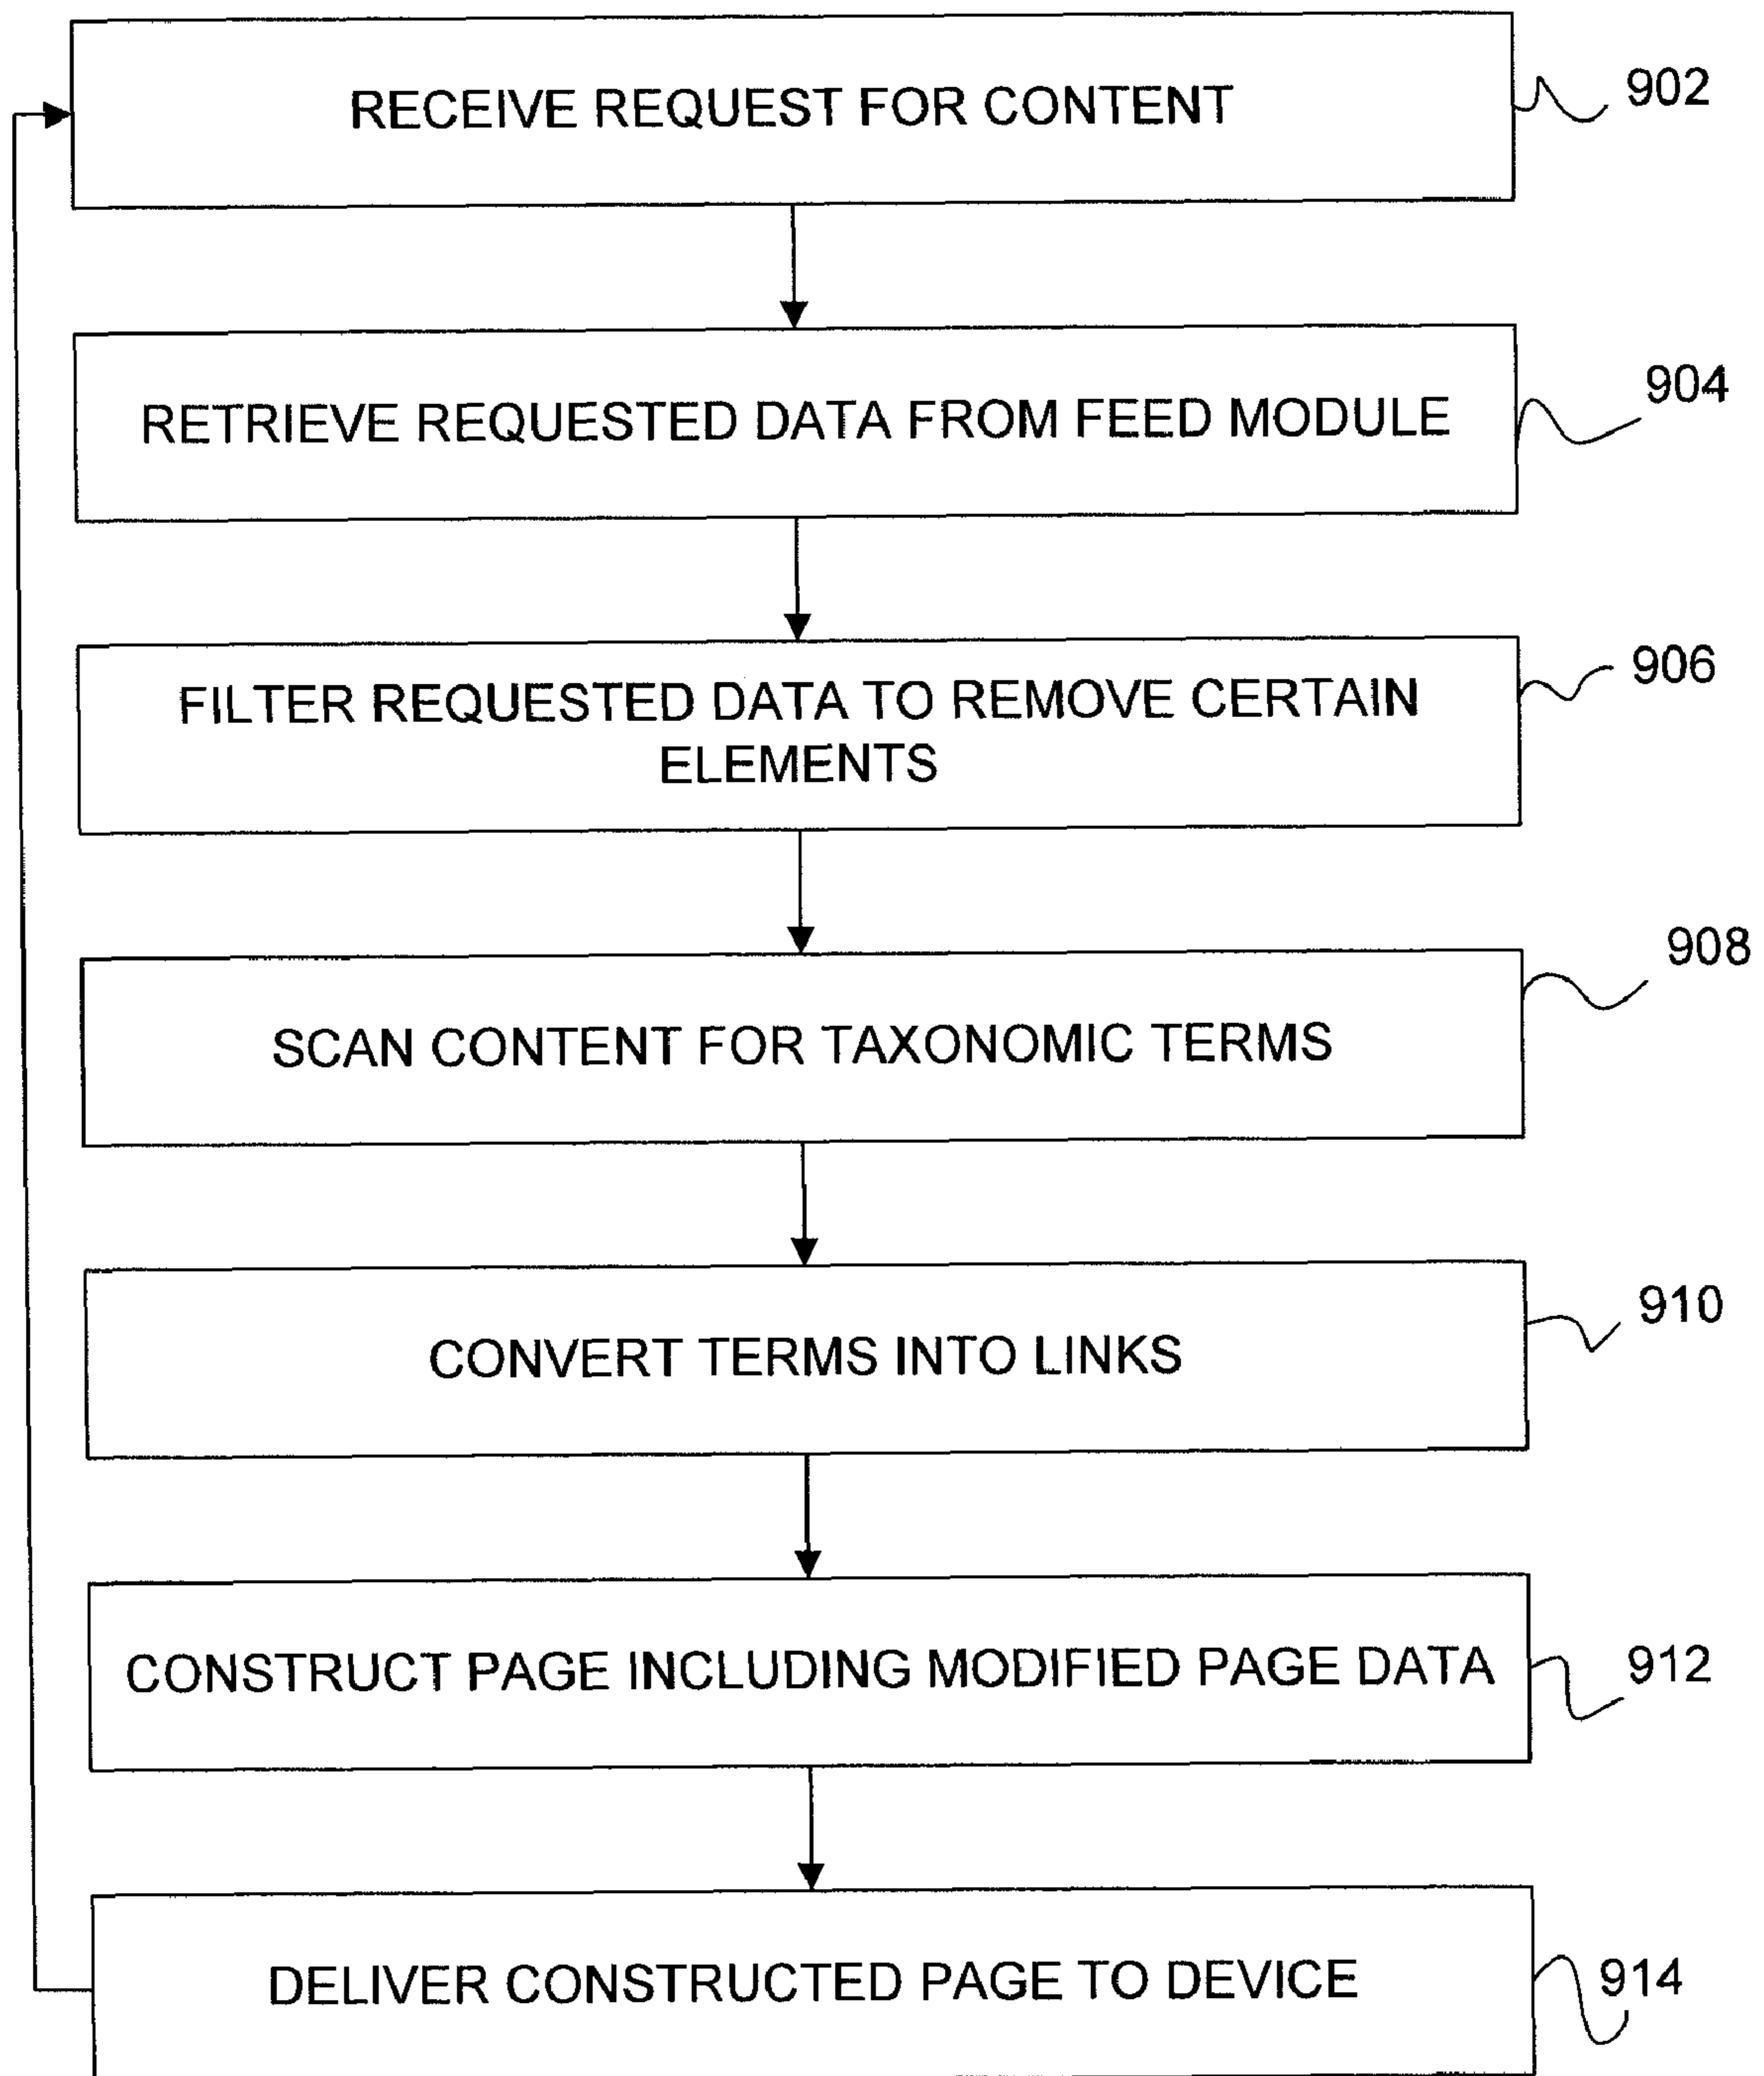 RECEIVE REQUEST FOR CONTENT
902
RETRIEVE REQUESTED DATA FROM FEED MODULE
904
FILTER REQUESTED DATA TO REMOVE CERTAIN
ELEMENTS
906
SCAN CONTENT FOR TAXONOMIC TERMS
908
CONVERT TERMS INTO LINKS
910
CONSTRUCT PAGE INCLUDING MODIFIED PAGE DATA
912
DELIVER CONSTRUCTED PAGE TO DEVICE
914